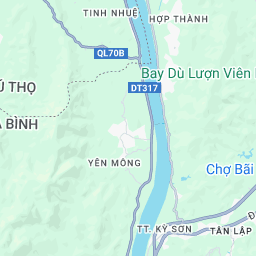 TINH NHUỆ
HỢP THÀNH
QL70B
Bay Dù Lượn Viên
ĐT317
Ú THỌ
BÌNH
YÊN MÔNG
Chợ Bãi
TT. KỲ SƠN
TÂN LẬP